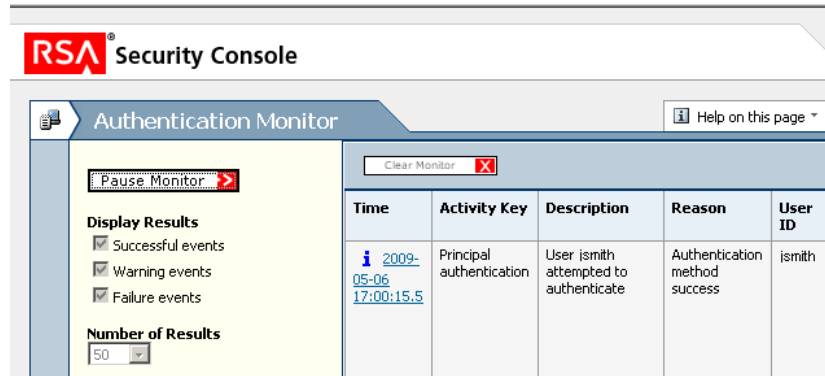 RSA® Security Console
Authentication Monitor
Help on this page
Pause Monitor
Display Results
Successful events
Warning events
Failure events
Number of Results
50
Clear Monitor X
Time Activity Key Description Reason User
ID
i 2009- Principal User jsmith Authentication jsmith
05-06 authentication attempted to method
17:00:15.5 authenticate success